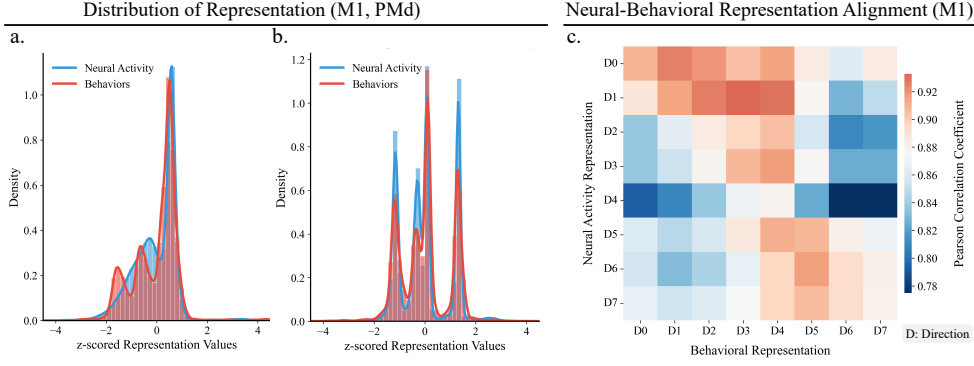 Distribution of Representation (M1, PMd)
Neural-Behavioral Representation Alignment (M1)
a.
Neural Activity
Behaviors
Density
1.0
0.8
0.6
0.4
0.2
0.0
−4
−2
0
2
4
z-scored Representation Values
b.
Neural Activity
Behaviors
Density
1.2
1.0
0.8
0.6
0.4
0.2
0.0
−4
−2
0
2
4
z-scored Representation Values
c.
Neural Activity Representation
D0
D1
D2
D3
D4
D5
D6
D7
D0 D1 D2 D3 D4 D5 D6 D7
Behavioral Representation
0.92
0.90
0.88
0.86
0.84
0.82
0.80
0.78
Pearson Correlation Coefficient
D: Direction